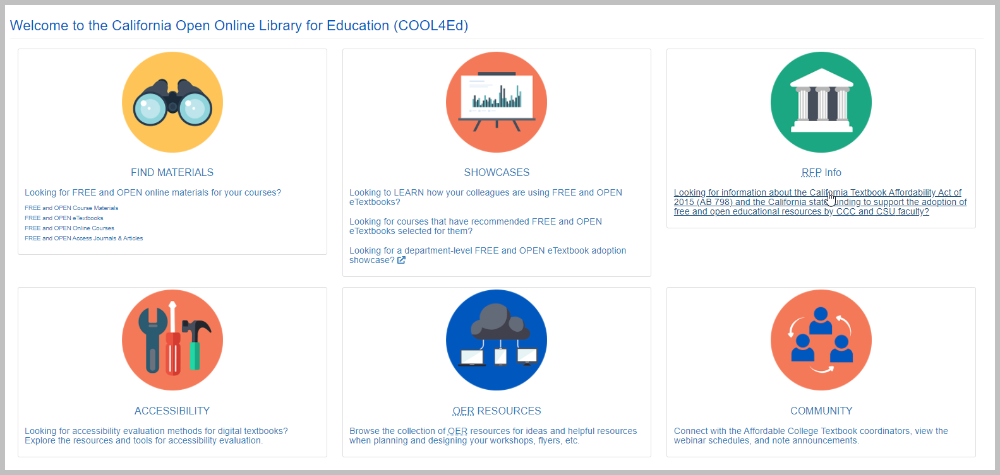 Welcome to the California Open Online Library for Education (COOL4Ed)
FIND MATERIALS
Looking for FREE and OPEN online materials for your courses?
FREE and OPEN Course Materials
FREE and OPEN eTextbooks
FREE and OPEN Online Courses
FREE and OPEN Access Journals & Articles
SHOWCASES
Looking to LEARN how your colleagues are using FREE and OPEN
eTextbooks?
Looking for courses that have recommended FREE and OPEN
eTextbooks selected for them?
Looking for a department-level FREE and OPEN eTextbook adoption
showcase?
RFP Info
Looking for information about the California Textbook Affordability Act of
2015 (AB 798) and the California state funding to support the adoption of
free and open educational resources by CCC and CSU faculty?
ACCESSIBILITY
Looking for accessibility evaluation methods for digital textbooks?
Explore the resources and tools for accessibility evaluation.
OER RESOURCES
Browse the collection of OER resources for ideas and helpful resources
when planning and designing your workshops, flyers, etc.
COMMUNITY
Connect with the Affordable College Textbook coordinators, view the
webinar schedules, and note announcements.